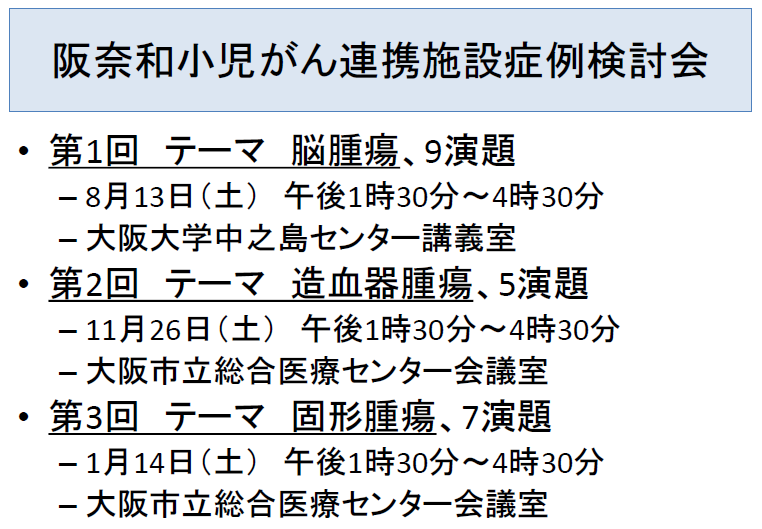 阪奈和小児がん連携施設症例検討会
• 第1回　テーマ　脳腫瘍、9演題
– 8月13日（土）　午後1時30分～4時30分
– 大阪大学中之島センター講義室
• 第2回　テーマ　造血器腫瘍、5演題
– 11月26日（土）　午後1時30分～4時30分
– 大阪市立総合医療センター会議室
• 第3回　テーマ　固形腫瘍、7演題
– 1月14日（土）　午後1時30分～4時30分
– 大阪市立総合医療センター会議室